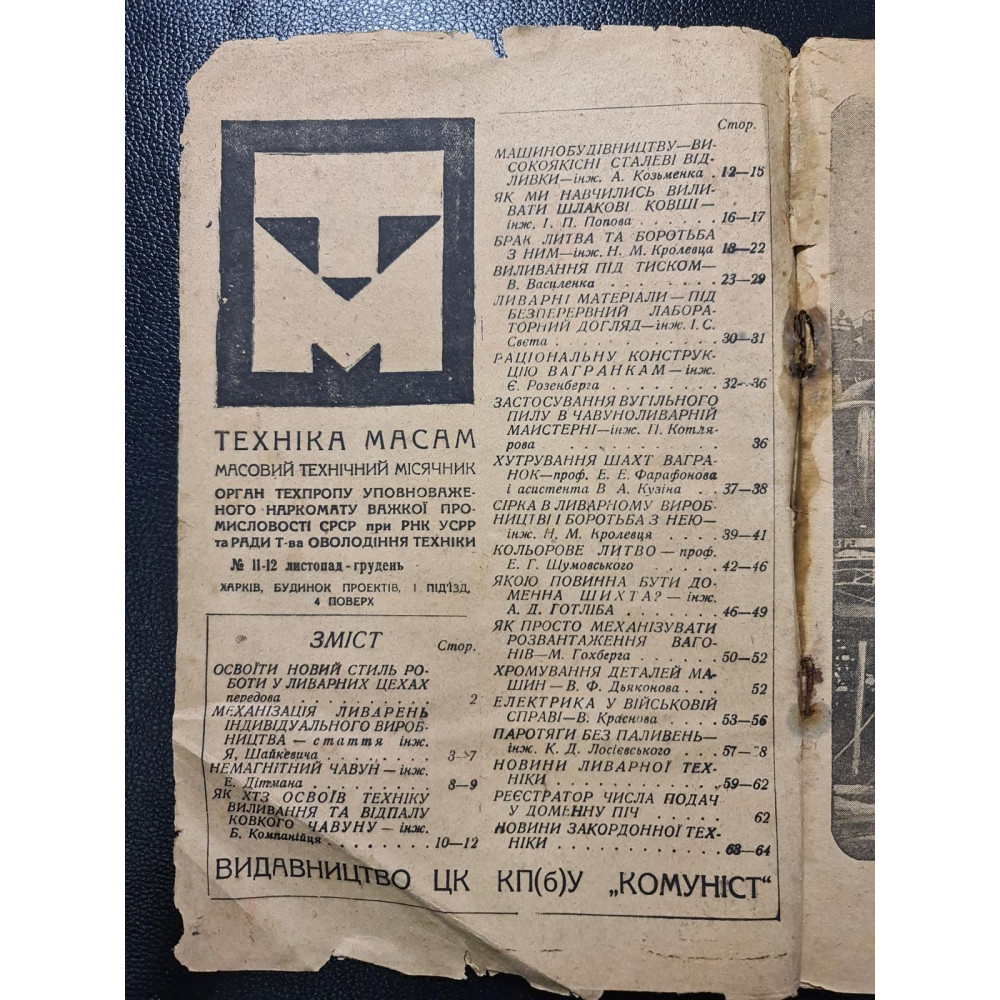 ТЕХНІКА МАСАМ
МАСОВИЙ ТЕХНІЧНИЙ МІСЯЧНИК
ОРГАН ТЕХПРОПУ УПОВНОВАЖЕ-
НОГО НАРКОМАТУ ВАЖКОЇ ПРО-
МИСЛОВОСТІ СРСР при РНК УСРР
та РАДИ Т-ва ОВОЛОДІННЯ ТЕХНІКИ
№ 11-12 листопад-грудень
ХАРКІВ, БУДИНОК ПРОЕКТІВ, І ПІД'ЇЗД,
4 ПОВЕРХ
ЗМІСТ
Стор.
ОСВОЇТИ НОВИЙ СТИЛЬ РО-
БОТИ У ЛИВАРНИХ ЦЕХАХ
передова . . . . . . . . 2
МЕХАНІЗАЦІЯ ЛИВАРЕНЬ
ІНДИВІДУАЛЬНОГО ВИРОБ-
НИЦТВА — стаття інж.
Я, Шайкевича . . . . 3—7
НЕМАГНІТНИЙ ЧАВУН — інж.
Е. Дітмана . . . . . 8—9
ЯК ХТЗ ОСВОЇВ ТЕХНІКУ
ВИЛИВАННЯ ТА ВІДПАЛУ
КОВКОГО ЧАВУНУ — інж.
Б. Компанійця . . . . . 10—12
Стор.
МАШИНОБУДІВНИЦТВУ—ВИ-
СОКОЯКІСНІ СТАЛЕВІ ВІД-
ЛИВКИ—інж. А. Козьменка . 12—15
ЯК МИ НАВЧИЛИСЬ ВИЛИ-
ВАТИ ШЛАКОВІ КОВШІ —
інж. І. П. Попова . . . . . 16—17
БРАК ЛИТВА ТА БОРОТЬБА
З НИМ—інж. Н. М. Кролевца 18—22
ВИЛИВАННЯ ПІД ТИСКОМ—
В. Василенка . . . . . . . 23—29
ЛИВАРНІ МАТЕРІАЛИ — ПІД
БЕЗПЕРЕРВНИЙ ЛАБОРА-
ТОРНИЙ ДОГЛЯД—інж. І. С.
Свєта . . . . . . . . . 30—31
РАЦІОНАЛЬНУ КОНСТРУК-
ЦІЮ ВАГРАНКАМ — інж.
Є. Розенберга . . . . . . 32—36
ЗАСТОСУВАННЯ ВУГІЛЬНОГО
ПИЛУ В ЧАВУНОЛИВАРНІЙ
МАЙСТЕРНІ—інж. П. Котля-
рова . . . . . . . . . 36
ХУТРУВАННЯ ШАХТ ВАГРА-
НОК—проф. Е. Е. Фарафонова
і асистента В А. Кузіна . . 37—38
СІРКА В ЛИВАРНОМУ ВИРОБ-
НИЦТВІ І БОРОТЬБА З НЕЮ—
інж. Н. М. Кролевця . . . 39—41
КОЛЬОРОВЕ ЛИТВО — проф.
Е. Г. Шумовського . . . . 42—46
ЯКОЮ ПОВИННА БУТИ ДО-
МЕННА ШИХТА? — інж.
А. Д. ГОТЛІБА . . . . . . 46—49
ЯК ПРОСТО МЕХАНІЗУВАТИ
РОЗВАНТАЖЕННЯ ВАГО-
НІВ—М. Гохберга . . . . . 50—52
ХРОМУВАННЯ ДЕТАЛЕЙ МА-
ШИН — В. Ф. Дьяконова . . 52
ЕЛЕКТРИКА У ВІЙСЬКОВІЙ
СПРАВІ—В. Краснова . . . 53—56
ПАРОТЯГИ БЕЗ ПАЛИВЕНЬ—
інж. К. Д. Лосієвського . . . 57—58
НОВИНИ ЛИВАРНОЇ ТЕХ-
НІКИ . . . . . . . . . 59—62
РЕЄСТРАТОР ЧИСЛА ПОДАЧ
У ДОМЕННУ ПІЧ . . . . . 62
НОВИНИ ЗАКОРДОННОЇ ТЕХ-
НІКИ . . . . . . . . . 63—64
ВИДАВНИЦТВО ЦК КП(б)У „КОМУНІСТ“